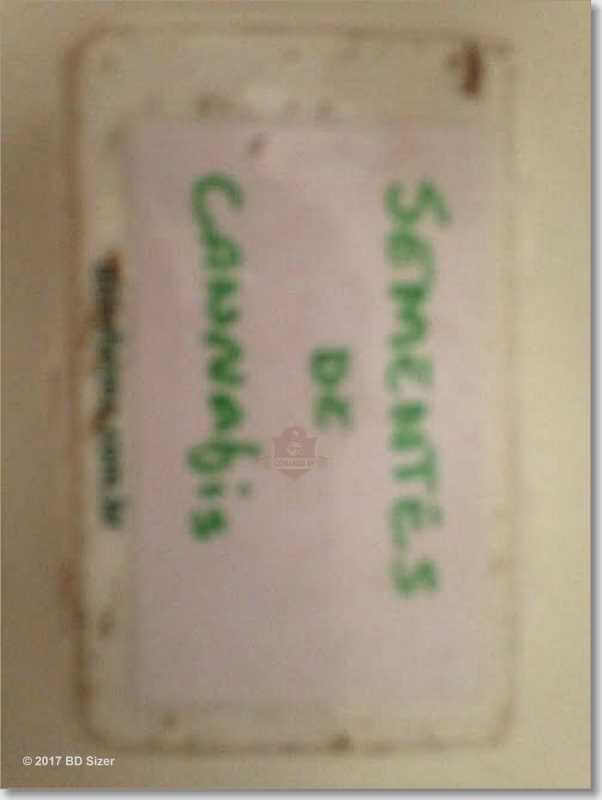 SEMENTES
DE
CANNAbis
© 2017 BD Sizer